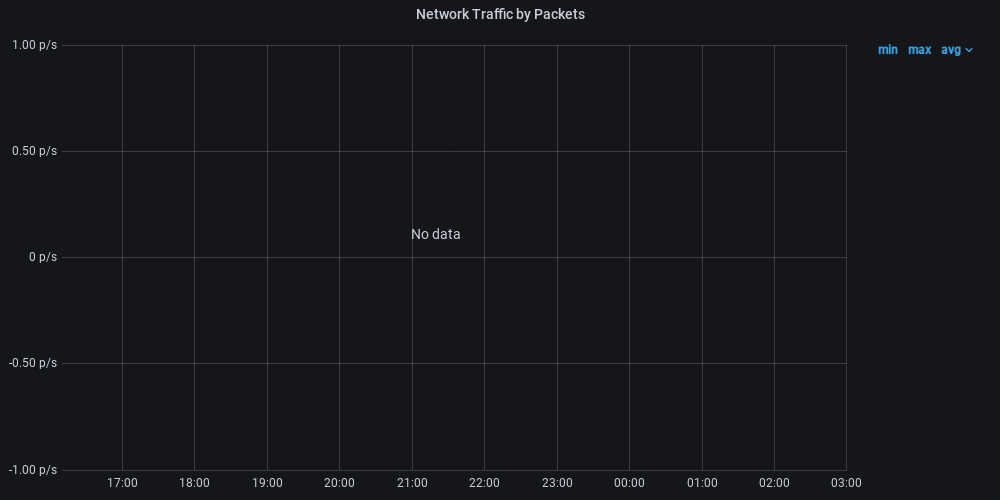 Network Traffic by Packets
1.00 p/s
min max avg
0.50 p/s
No data
0 p/s
-0.50 p/s
-1.00 p/s
17:00 18:00 19:00 20:00 21:00 22:00 23:00 00:00 01:00 02:00 03:00